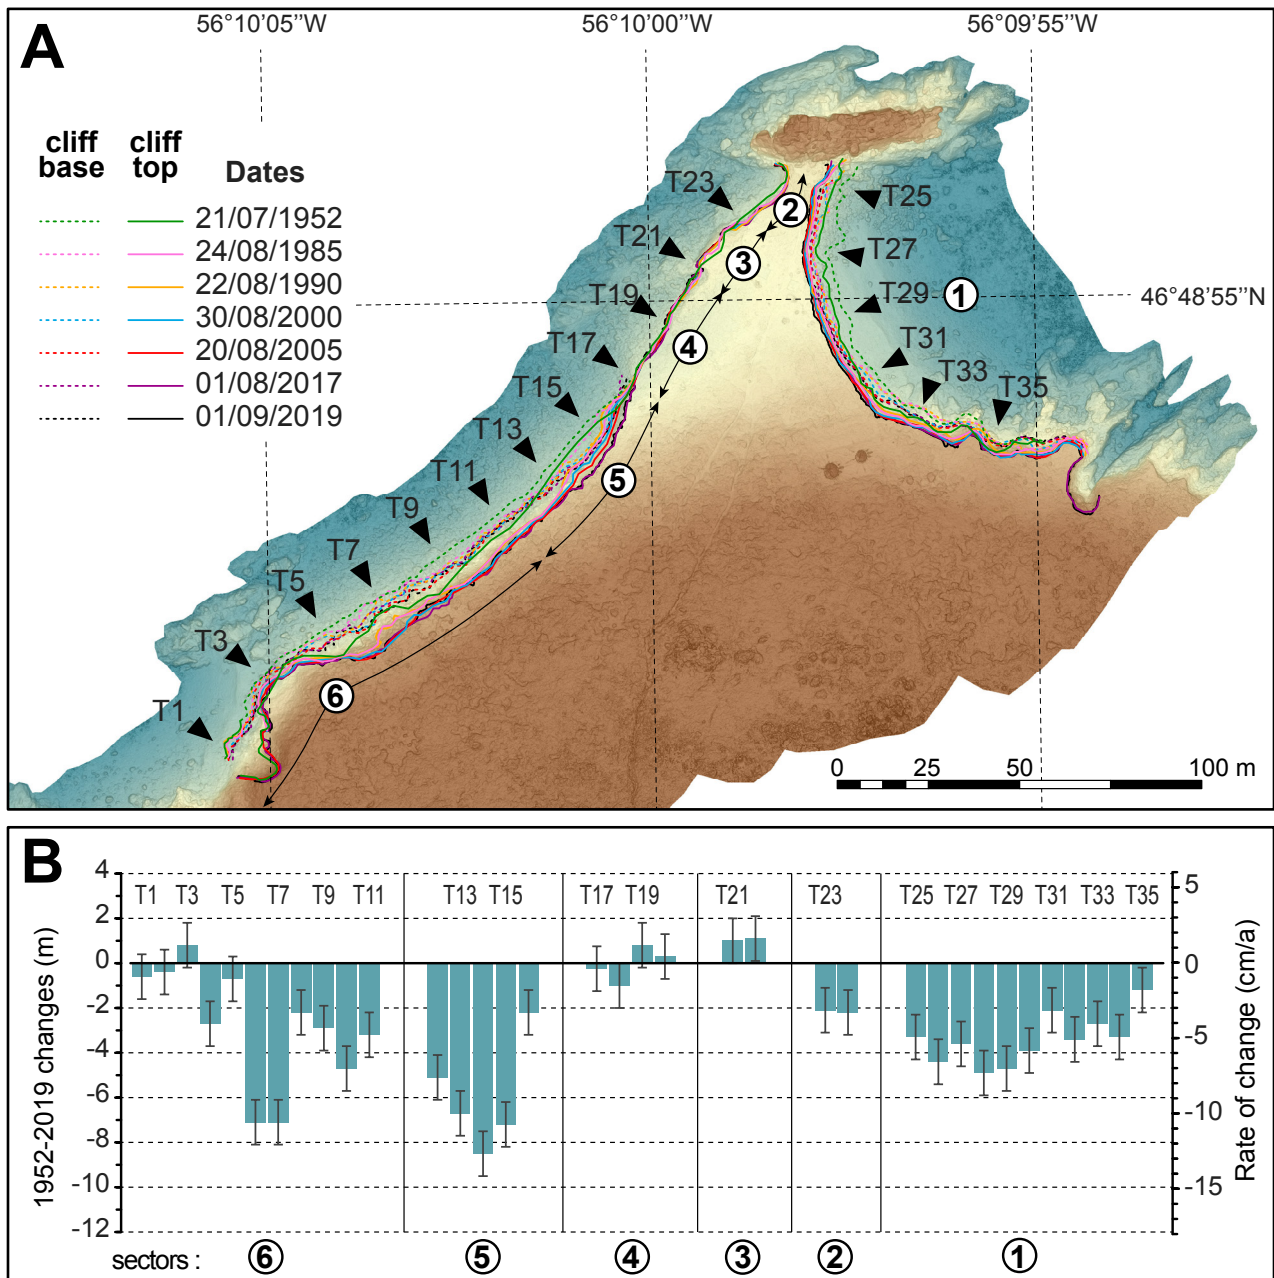 A
56°10'05''W 56°10'00''W 56°09'55''W
cliff base cliff top Dates
21/07/1952
24/08/1985
22/08/1990
30/08/2000
20/08/2005
01/08/2017
01/09/2019
T23
T25
2
T21
T27
3
T19
T29
1
46°48'55''N
T17
4
T31
T15
T33
T35
T13
5
T11
T9
T7
T5
T3
6
T1
0 25 50 100 m
B
1952-2019 changes (m)
4
2
0
-2
-4
-6
-8
-10
-12
T1 T3 T5 T7 T9 T11 T13 T15 T17 T19 T21 T23 T25 T27 T29 T31 T33 T35
5
0
-5
-10
-15
Rate of change (cm/a)
sectors : 6 5 4 3 2 1